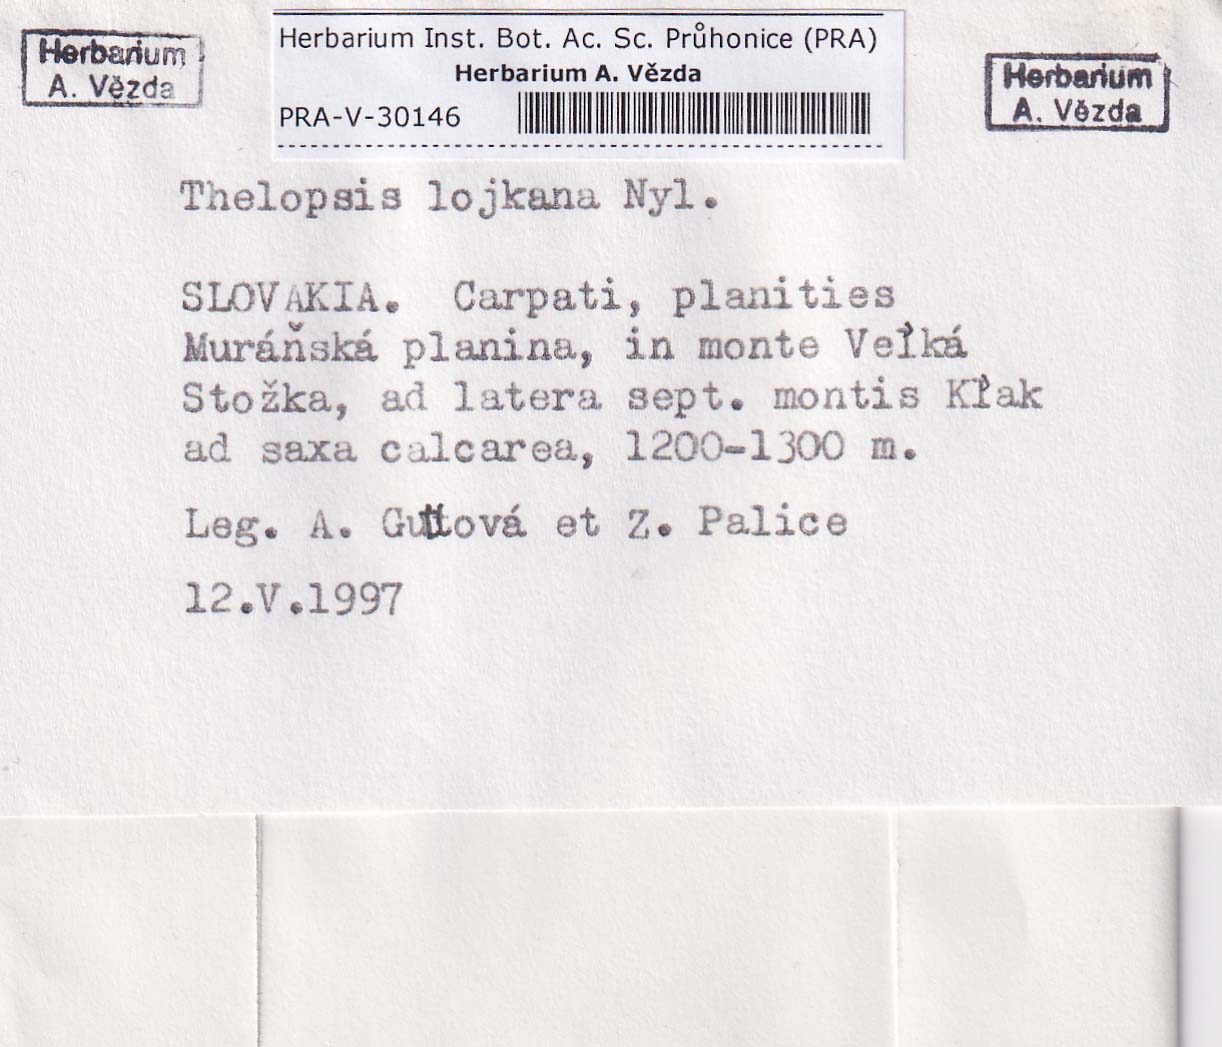 Herbarium
A. Vězda
Herbarium Inst. Bot. Ac. Sc. Průhonice (PRA)
Herbarium A. Vězda
PRA-V-30146
Herbarium
A. Vězda
Thelopsis lojkana Nyl.
SLOVAKIA. Carpati, planities
Muráňská planina, in monte Veľká
Stožka, ad latera sept. montis Kľak
ad saxa calcarea, 1200-1300 m.
Leg. A. Guttová et Z. Palice
12.V.1997